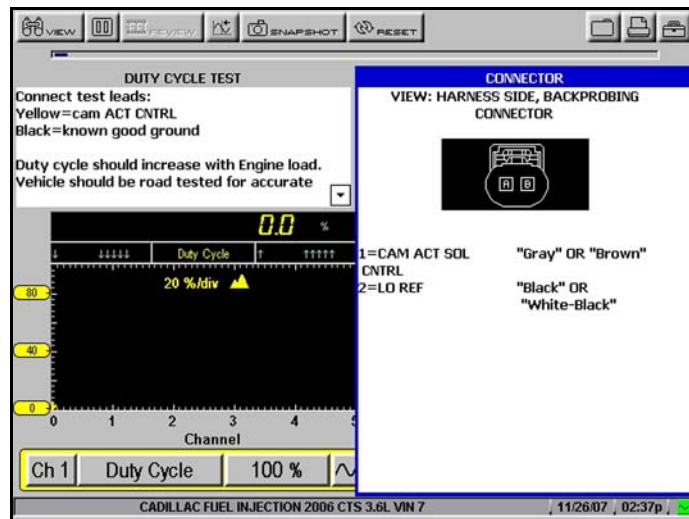 VIEW REVIEW SNAPSHOT RESET
DUTY CYCLE TEST
Connect test leads:
Yellow=cam ACT CNTRL
Black=known good ground
Duty cycle should increase with Engine load.
Vehicle should be road tested for accurate
0.0 %
↓ ↓↓↓↓↓ Duty Cycle ↑ ↑↑↑↑↑
20 %/div
80
40
0
0 1 2 3 4 5
Channel
Ch 1 Duty Cycle 100 %
CONNECTOR
VIEW: HARNESS SIDE, BACKPROBING
CONNECTOR
A B
1=CAM ACT SOL "Gray" OR "Brown"
CNTRL
2=LO REF "Black" OR
"White-Black"
CADILLAC FUEL INJECTION 2006 CTS 3.6L VIN 7 11/26/07 02:37p